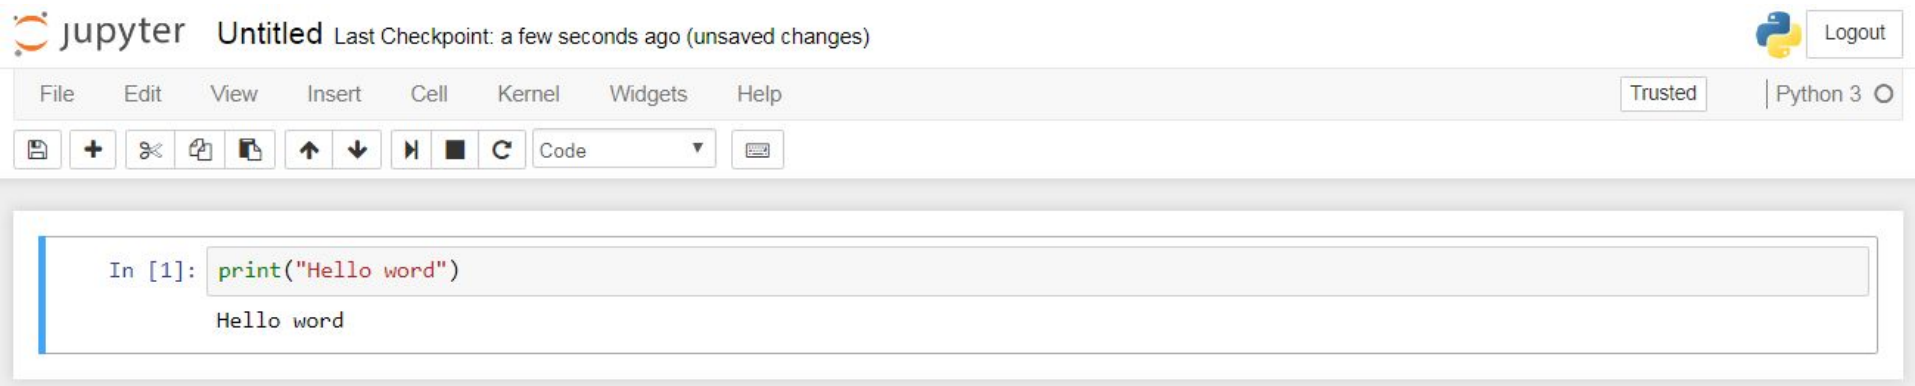 jupyter Untitled Last Checkpoint: a few seconds ago (unsaved changes) Logout
File Edit View Insert Cell Kernel Widgets Help Trusted Python 3
Code
In [1]: print("Hello word")
Hello word